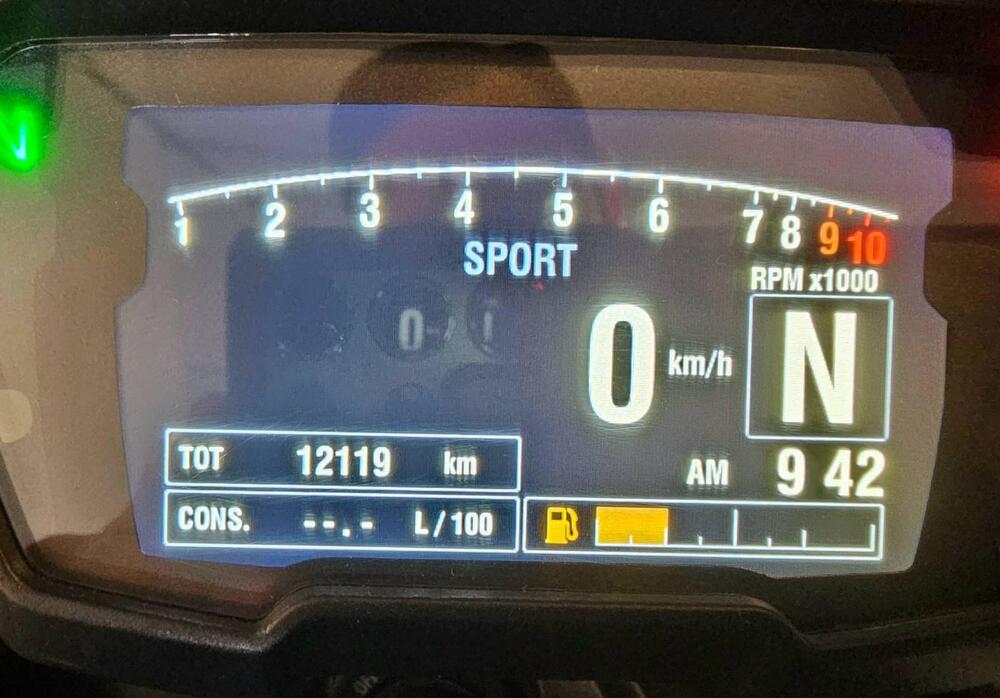 N
1 2 3 4 5 6 7 8 9 10
SPORT
RPM x1000
0 km/h N
TOT 12119 km
AM 9 42
CONS. --.- L/100